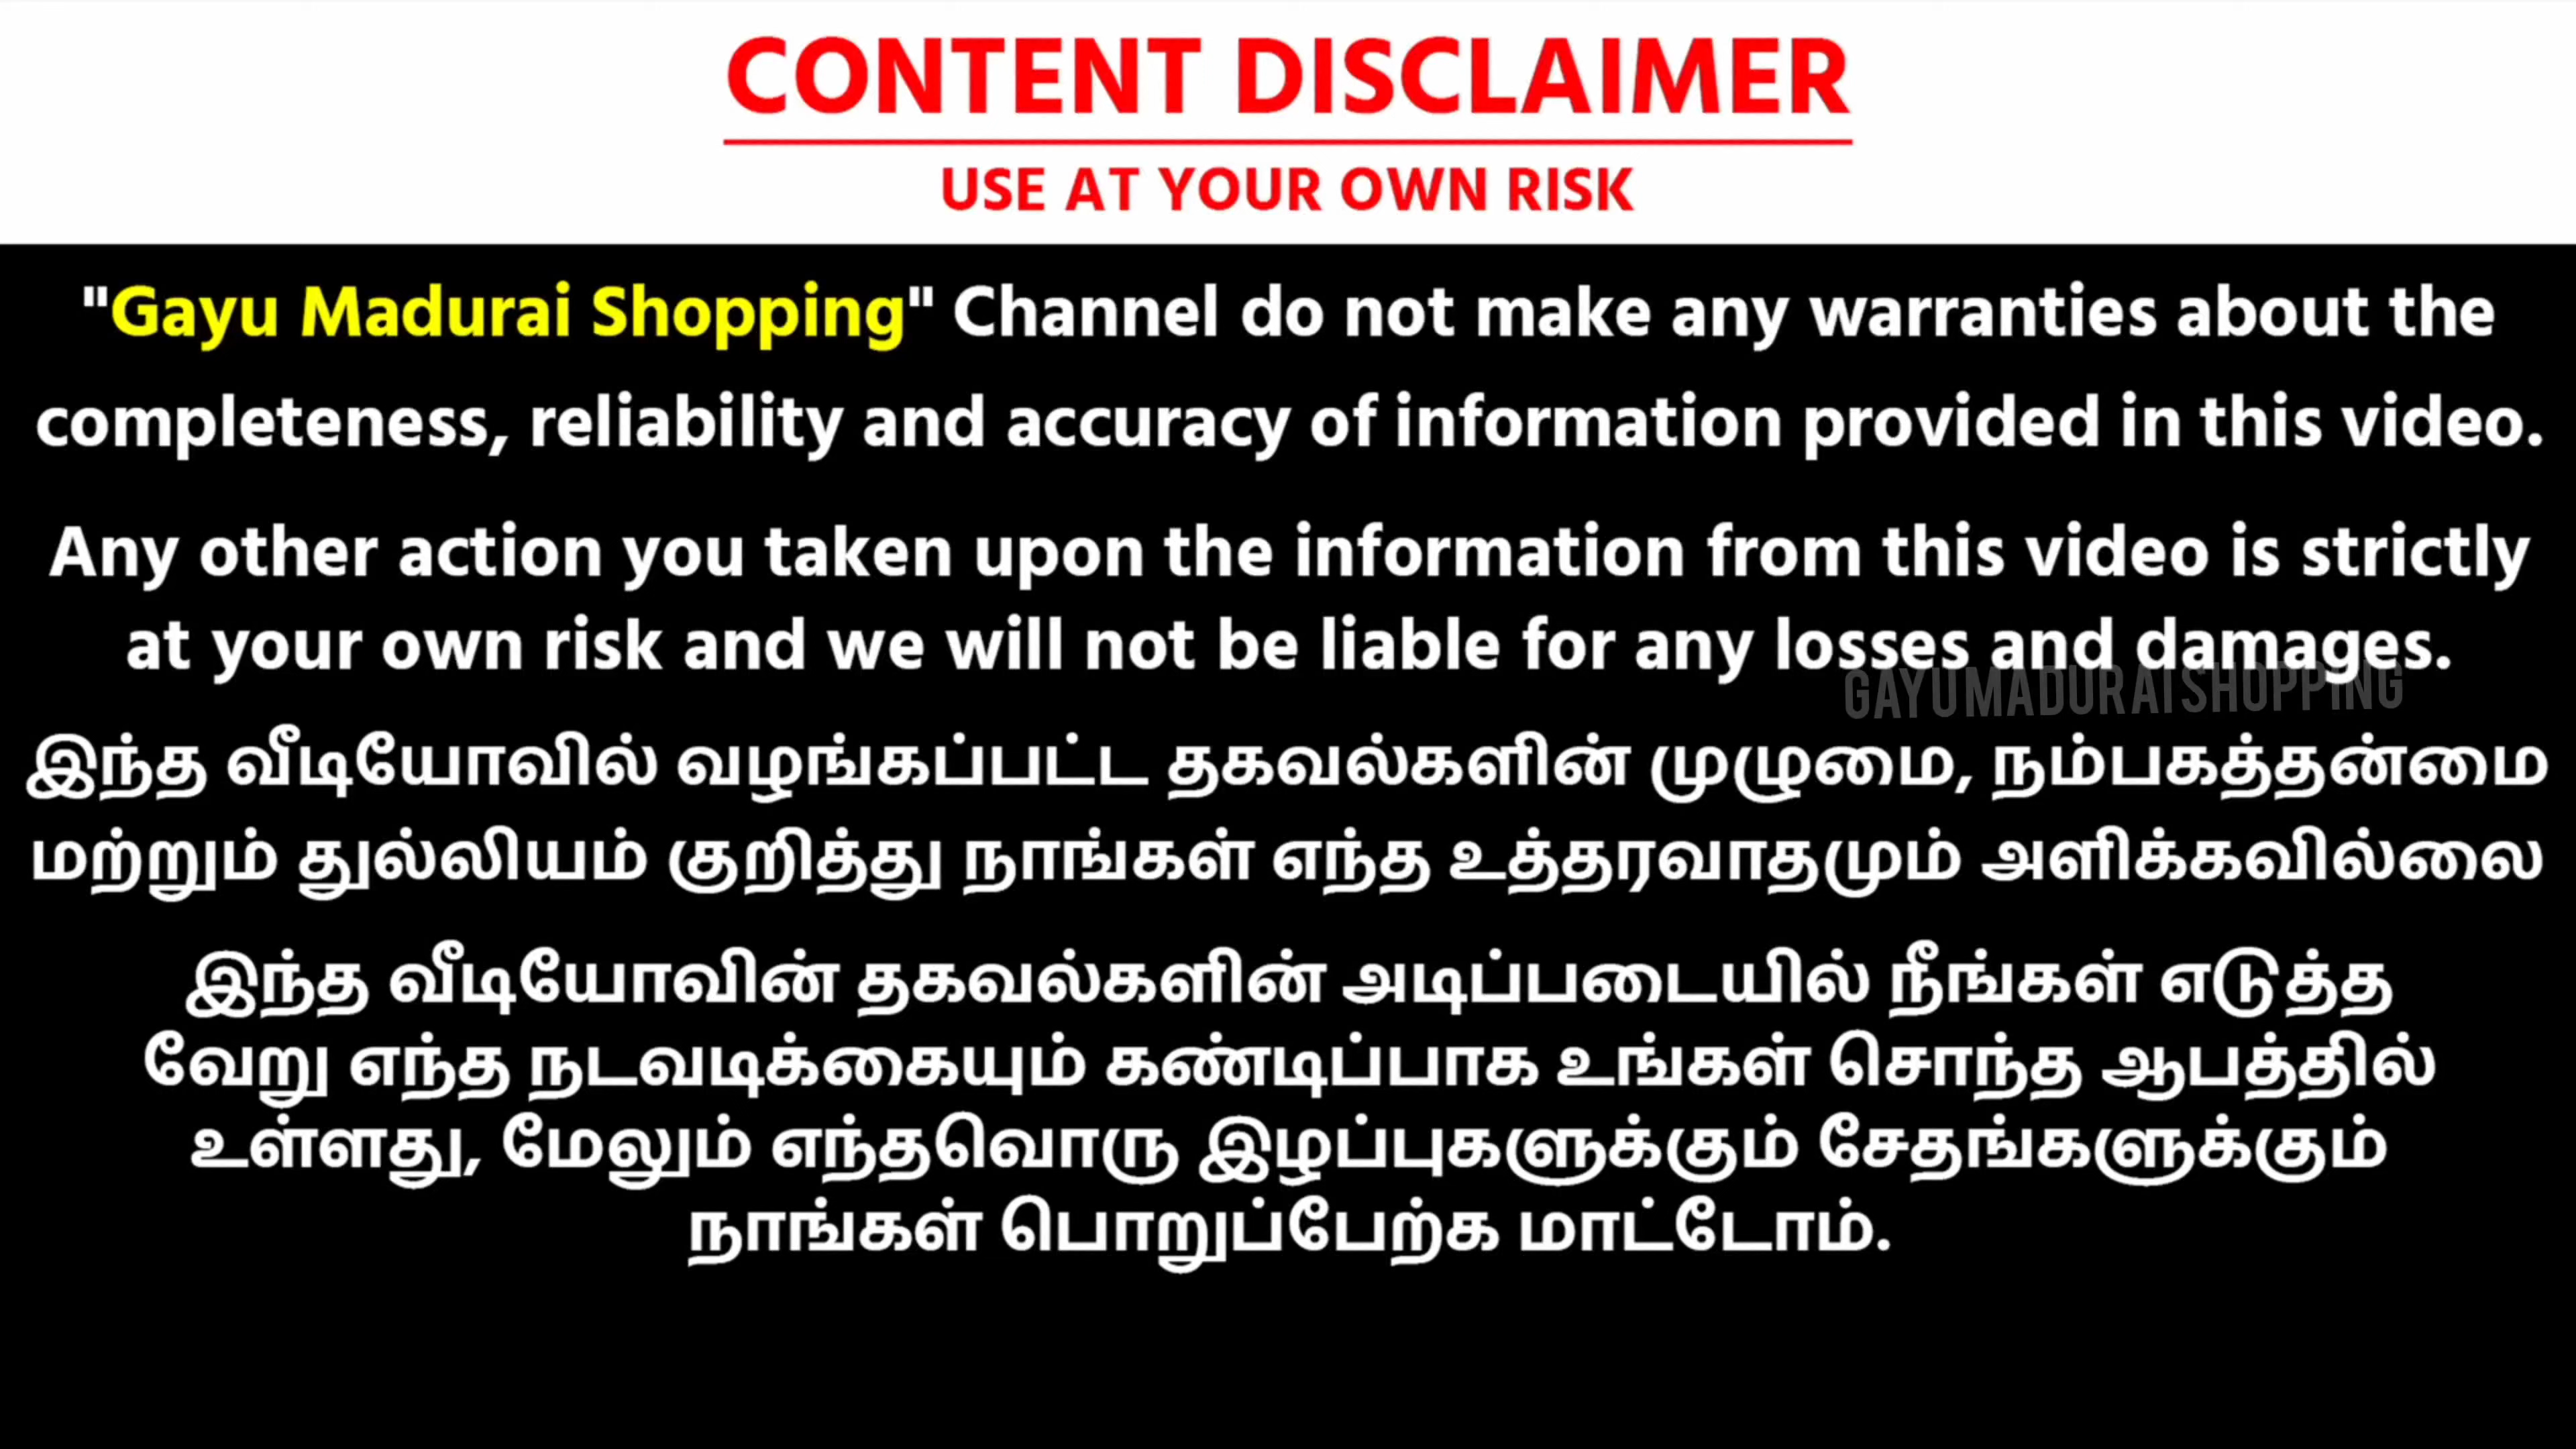 CONTENT DISCLAIMER
USE AT YOUR OWN RISK
"Gayu Madurai Shopping" Channel do not make any warranties about the
completeness, reliability and accuracy of information provided in this video.
Any other action you taken upon the information from this video is strictly
at your own risk and we will not be liable for any losses and damages.
GAYU MADURAI SHOPPING
இந்த வீடியோவில் வழங்கப்பட்ட தகவல்களின் முழுமை, நம்பகத்தன்மை
மற்றும் துல்லியம் குறித்து நாங்கள் எந்த உத்தரவாதமும் அளிக்கவில்லை
இந்த வீடியோவின் தகவல்களின் அடிப்படையில் நீங்கள் எடுத்த
வேறு எந்த நடவடிக்கையும் கண்டிப்பாக உங்கள் சொந்த ஆபத்தில்
உள்ளது, மேலும் எந்தவொரு இழப்புகளுக்கும் சேதங்களுக்கும்
நாங்கள் பொறுப்பேற்க மாட்டோம்.